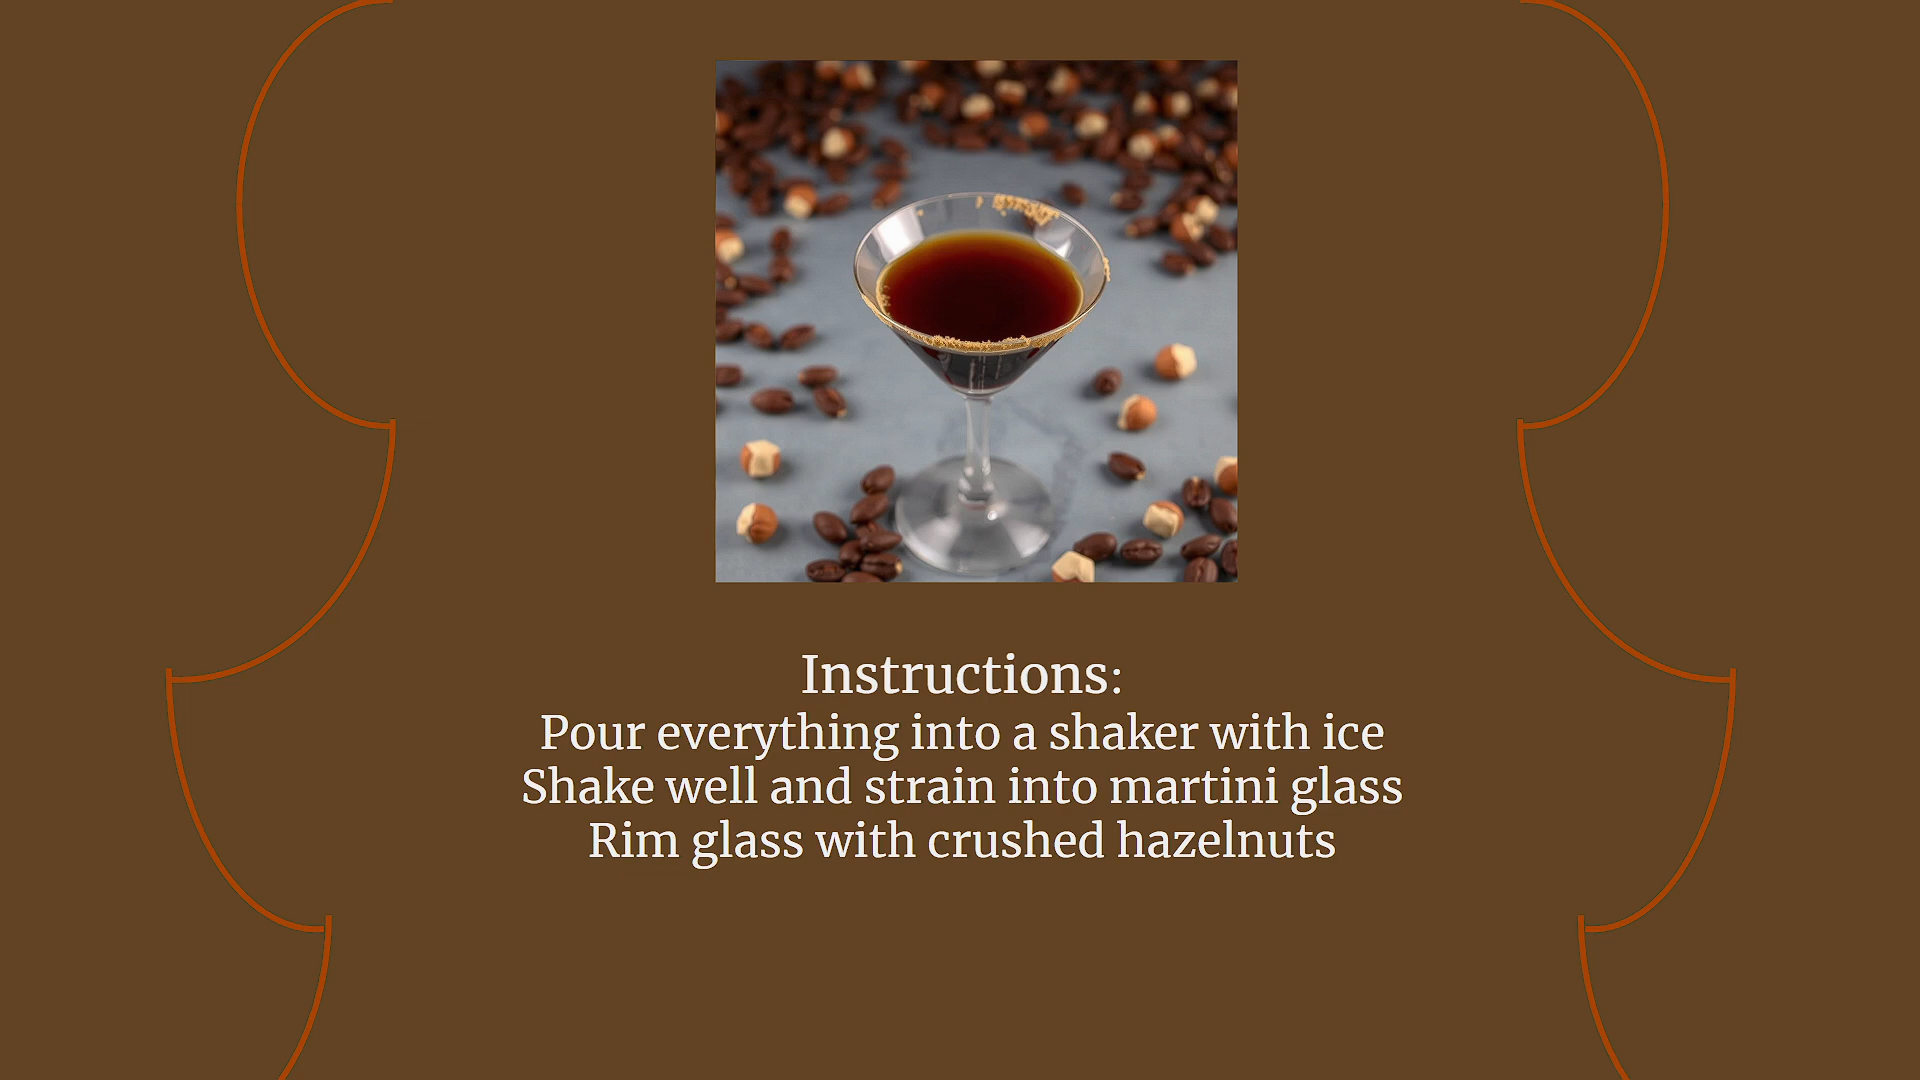 Instructions:
Pour everything into a shaker with ice
Shake well and strain into martini glass
Rim glass with crushed hazelnuts